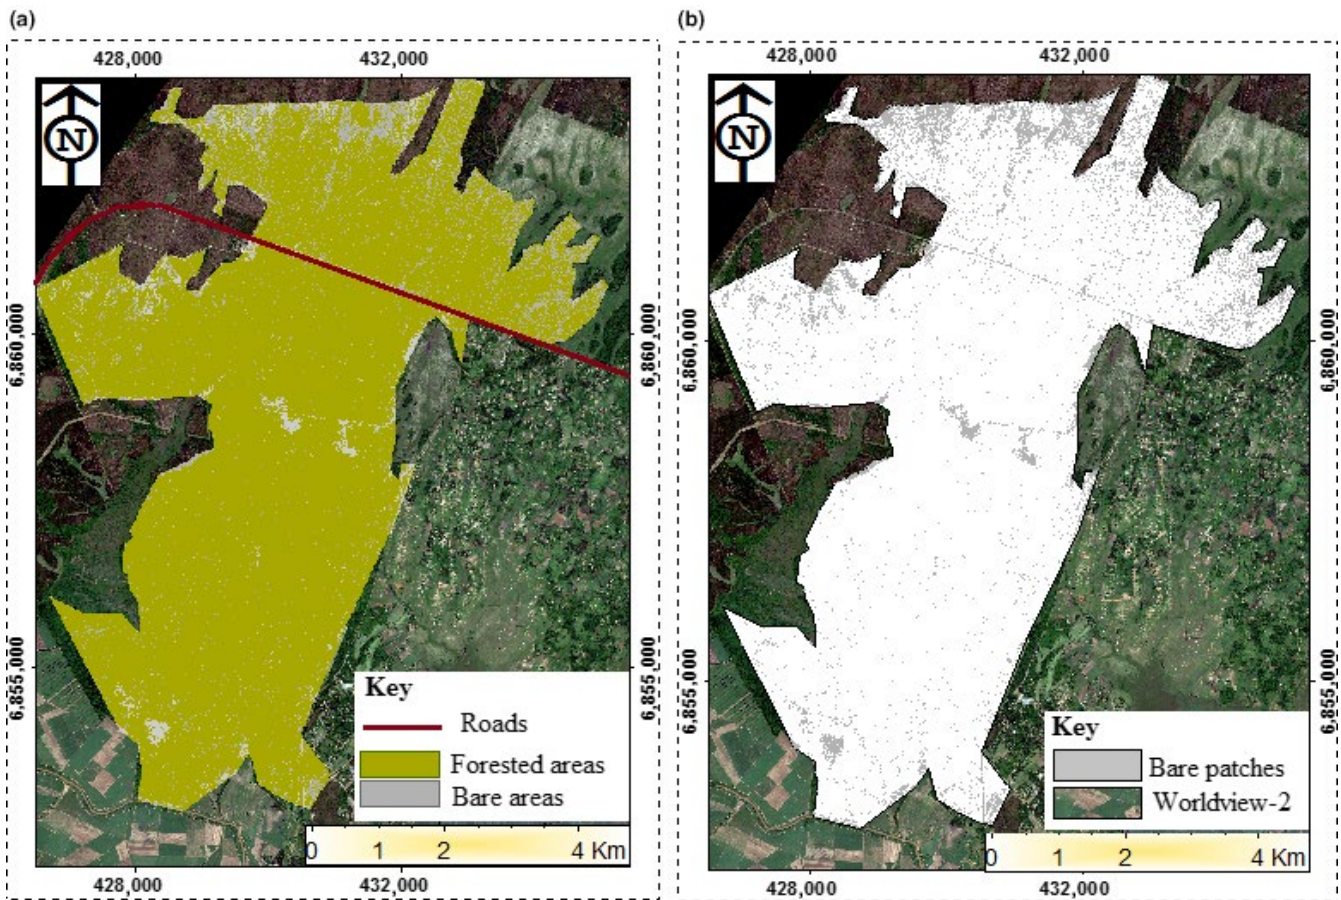 (a)
(b)
428,000 432,000
428,000 432,000
N
N
6,860,000
6,860,000
6,860,000
6,860,000
6,855,000
6,855,000
6,855,000
6,855,000
Key
Roads
Forested areas
Bare areas
0 1 2 4 Km
Key
Bare patches
Worldview-2
0 1 2 4 Km
428,000 432,000
428,000 432,000